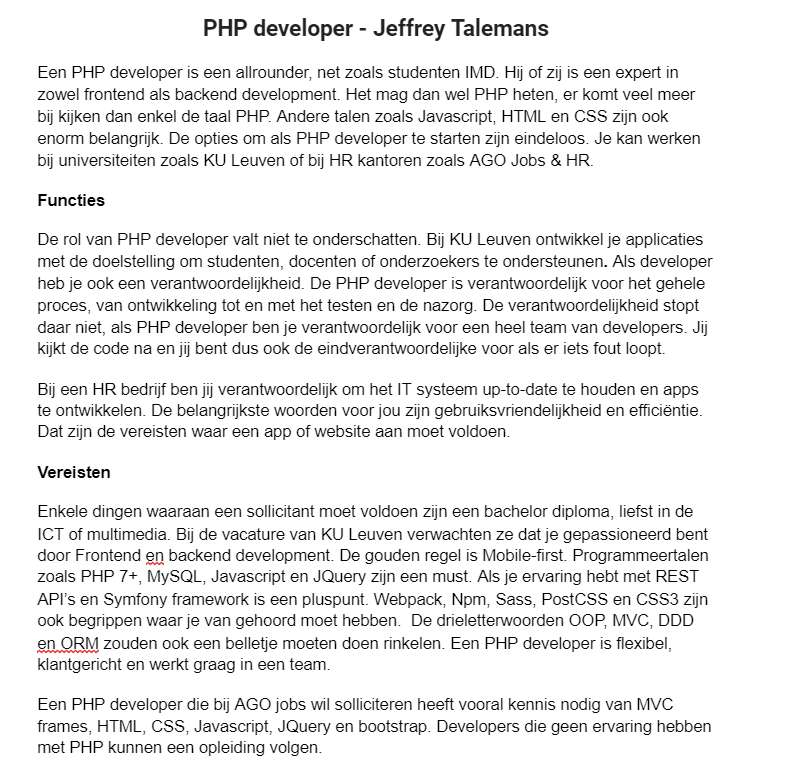 PHP developer - Jeffrey Talemans
Een PHP developer is een allrounder, net zoals studenten IMD. Hij of zij is een expert in
zowel frontend als backend development. Het mag dan wel PHP heten, er komt veel meer
bij kijken dan enkel de taal PHP. Andere talen zoals Javascript, HTML en CSS zijn ook
enorm belangrijk. De opties om als PHP developer te starten zijn eindeloos. Je kan werken
bij universiteiten zoals KU Leuven of bij HR kantoren zoals AGO Jobs & HR.
Functies
De rol van PHP developer valt niet te onderschatten. Bij KU Leuven ontwikkel je applicaties
met de doelstelling om studenten, docenten of onderzoekers te ondersteunen. Als developer
heb je ook een verantwoordelijkheid. De PHP developer is verantwoordelijk voor het gehele
proces, van ontwikkeling tot en met het testen en de nazorg. De verantwoordelijkheid stopt
daar niet, als PHP developer ben je verantwoordelijk voor een heel team van developers. Jij
kijkt de code na en jij bent dus ook de eindverantwoordelijke voor als er iets fout loopt.
Bij een HR bedrijf ben jij verantwoordelijk om het IT systeem up-to-date te houden en apps
te ontwikkelen. De belangrijkste woorden voor jou zijn gebruiksvriendelijkheid en efficiëntie.
Dat zijn de vereisten waar een app of website aan moet voldoen.
Vereisten
Enkele dingen waaraan een sollicitant moet voldoen zijn een bachelor diploma, liefst in de
ICT of multimedia. Bij de vacature van KU Leuven verwachten ze dat je gepassioneerd bent
door Frontend en backend development. De gouden regel is Mobile-first. Programmeertalen
zoals PHP 7+, MySQL, Javascript en JQuery zijn een must. Als je ervaring hebt met REST
API's en Symfony framework is een pluspunt. Webpack, Npm, Sass, PostCSS en CSS3 zijn
ook begrippen waar je van gehoord moet hebben.  De drieletterwoorden OOP, MVC, DDD
en ORM zouden ook een belletje moeten doen rinkelen. Een PHP developer is flexibel,
klantgericht en werkt graag in een team.
Een PHP developer die bij AGO jobs wil solliciteren heeft vooral kennis nodig van MVC
frames, HTML, CSS, Javascript, JQuery en bootstrap. Developers die geen ervaring hebben
met PHP kunnen een opleiding volgen.